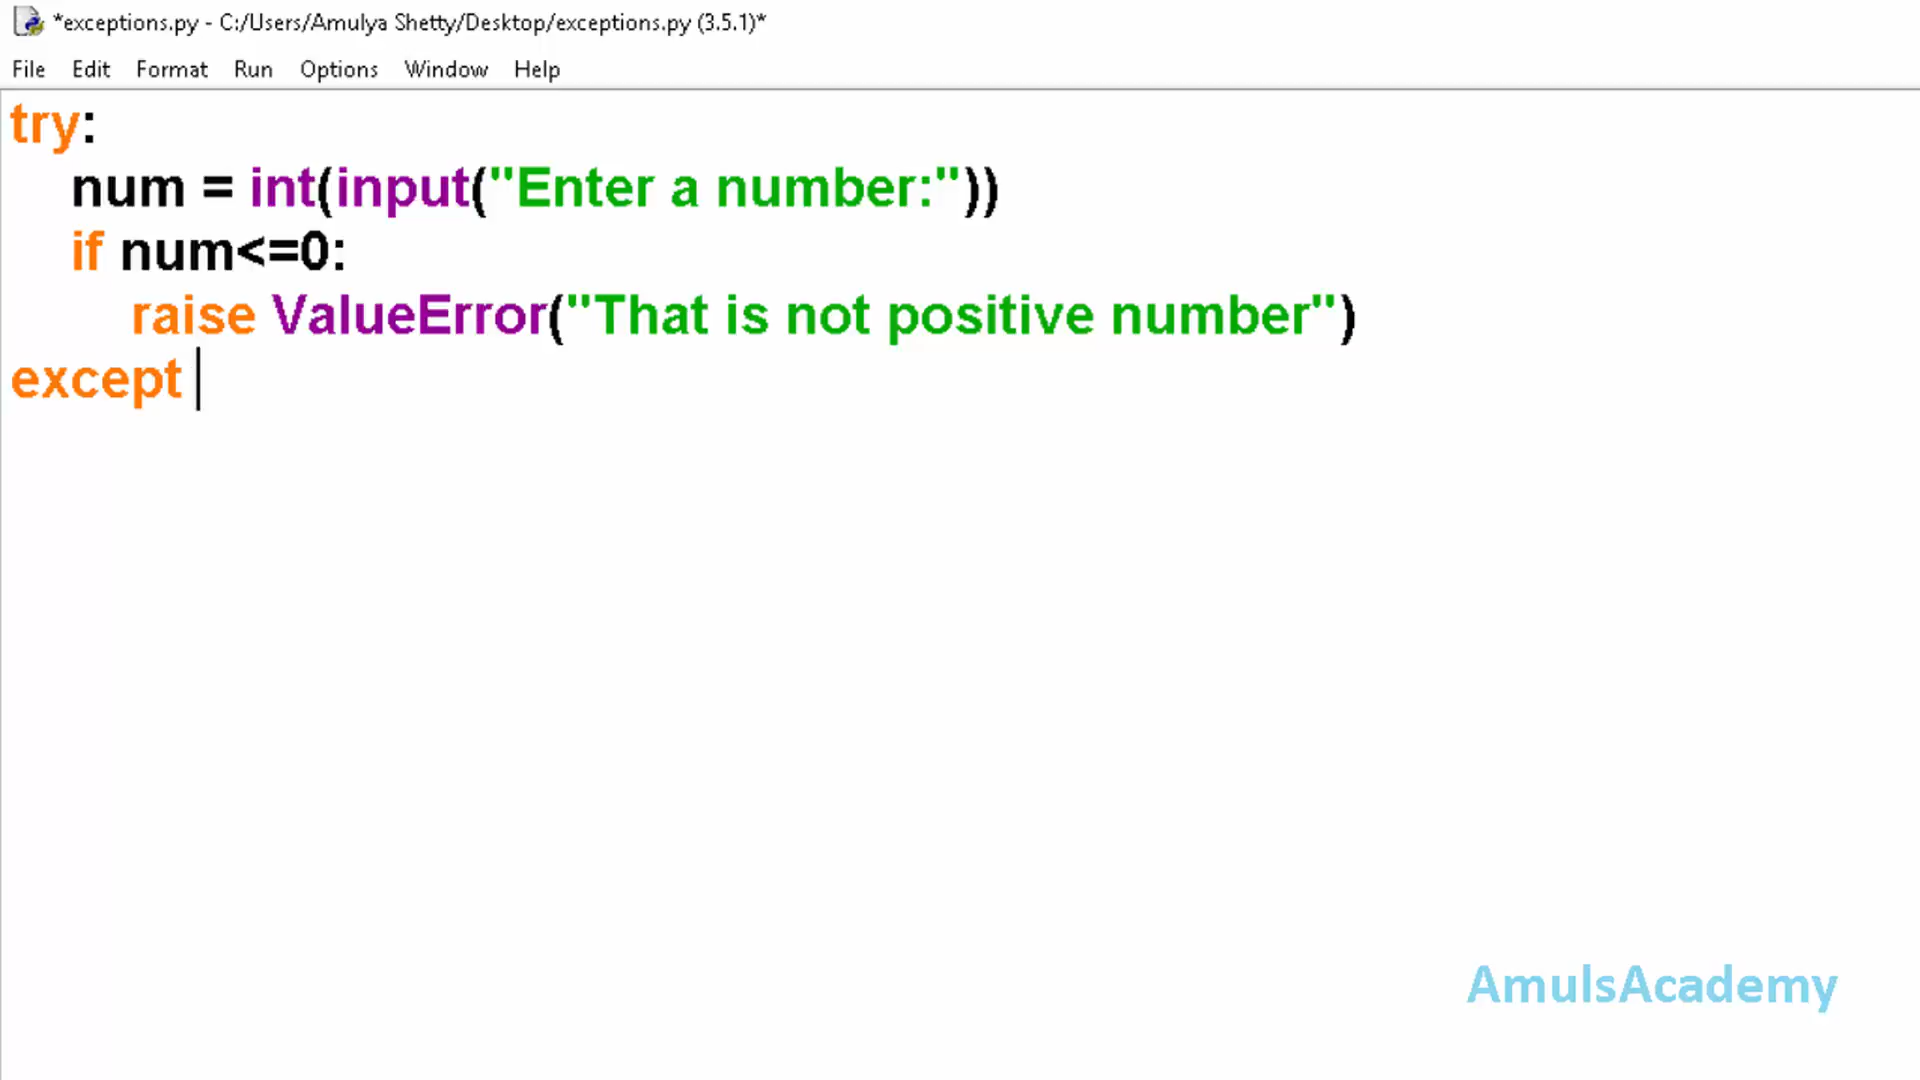 *exceptions.py - C:/Users/Amulya Shetty/Desktop/exceptions.py (3.5.1)*
File Edit Format Run Options Window Help
try:
    num = int(input("Enter a number:"))
    if num<=0:
        raise ValueError("That is not positive number")
except
AmulsAcademy